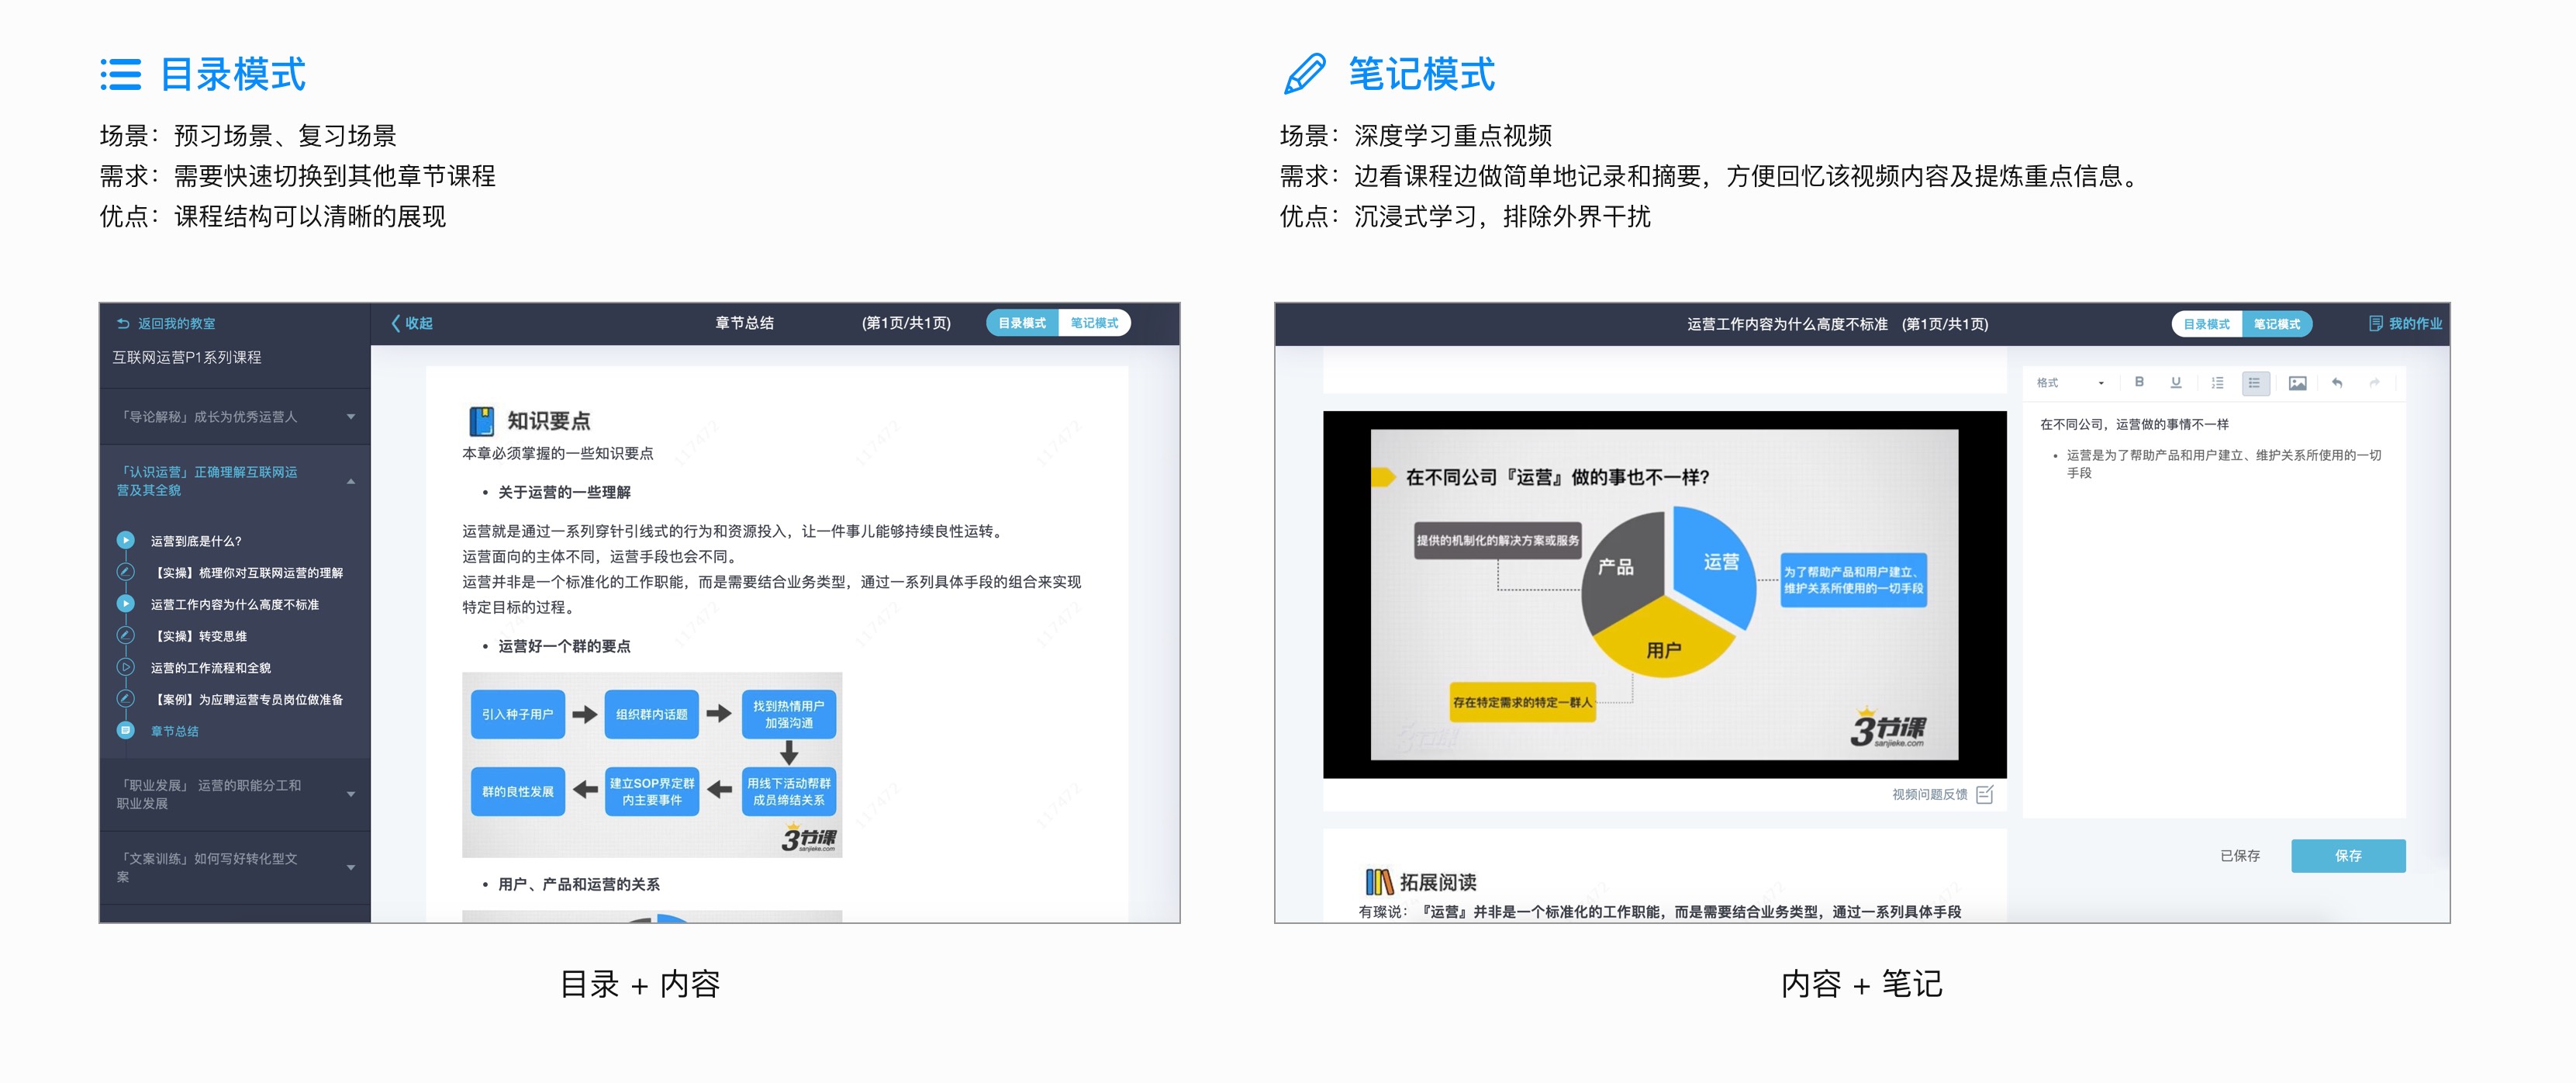 目录模式
场景：预习场景、复习场景
需求：需要快速切换到其他章节课程
优点：课程结构可以清晰的展现
返回我的教室
互联网运营P1系列课程
「导论解秘」成长为优秀运营人
「认识运营」正确理解互联网运
营及其全貌
运营到底是什么?
【实操】梳理你对互联网运营的理解
运营工作内容为什么高度不标准
【实操】转变思维
运营的工作流程和全貌
【案例】为应聘运营专员岗位做准备
章节总结
「职业发展」 运营的职能分工和
职业发展
「文案训练」如何写好转化型文
案
收起
章节总结
(第1页/共1页)
目录模式
笔记模式
知识要点
本章必须掌握的一些知识要点
• 关于运营的一些理解
运营就是通过一系列穿针引线式的行为和资源投入，让一件事儿能够持续良性运转。
运营面向的主体不同，运营手段也会不同。
运营并非是一个标准化的工作职能，而是需要结合业务类型，通过一系列具体手段的组合来实现
特定目标的过程。
• 运营好一个群的要点
引入种子用户
组织群内话题
找到热情用户
加强沟通
群的良性发展
建立SOP界定群
内主要事件
用线下活动帮群
成员缔结关系
3节课
sanjieke.com
• 用户、产品和运营的关系
117472
117472
117472
117472
117472
117472
117472
117472
目录 + 内容
笔记模式
场景：深度学习重点视频
需求：边看课程边做简单地记录和摘要，方便回忆该视频内容及提炼重点信息。
优点：沉浸式学习，排除外界干扰
运营工作内容为什么高度不标准
(第1页/共1页)
目录模式
笔记模式
我的作业
在不同公司『运营』做的事也不一样?
提供的机制化的解决方案或服务
产品
运营
为了帮助产品和用户建立、
维护关系所使用的一切手段
用户
存在特定需求的特定一群人
3节课
sanjieke.com
视频问题反馈
拓展阅读
有璨说：『运营』并非是一个标准化的工作职能，而是需要结合业务类型，通过一系列具体手段
格式
B
U
在不同公司，运营做的事情不一样
• 运营是为了帮助产品和用户建立、维护关系所使用的一切
手段
已保存
保存
内容 + 笔记